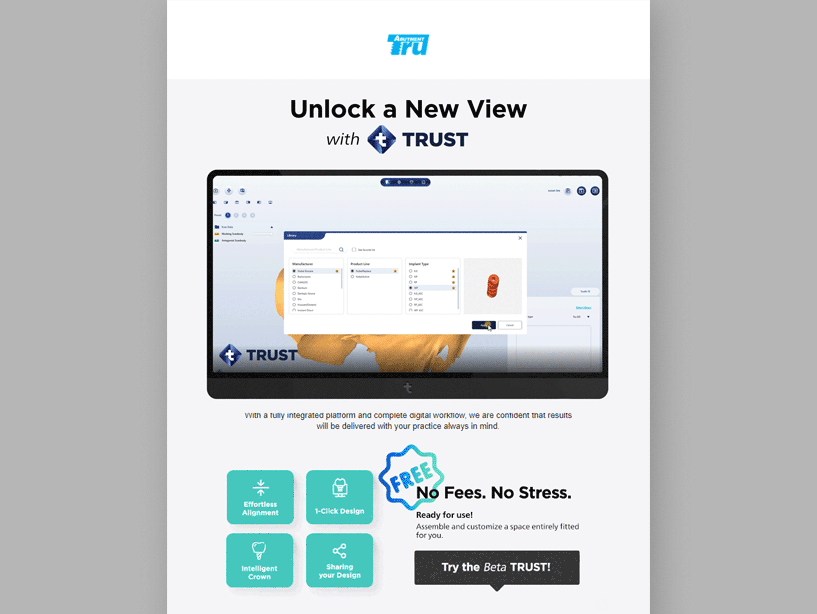 ABUTMENT
Tru
Unlock a New View
with t TRUST
Library
Manufacturer
Product Line
Implant Type
t TRUST
t
With a fully integrated platform and complete digital workflow, we are confident that results
will be delivered with your practice always in mind.
FREE
Effortless
Alignment
1-Click Design
Intelligent
Crown
Sharing
your Design
No Fees. No Stress.
Ready for use!
Assemble and customize a space entirely fitted
for you.
Try the Beta TRUST!